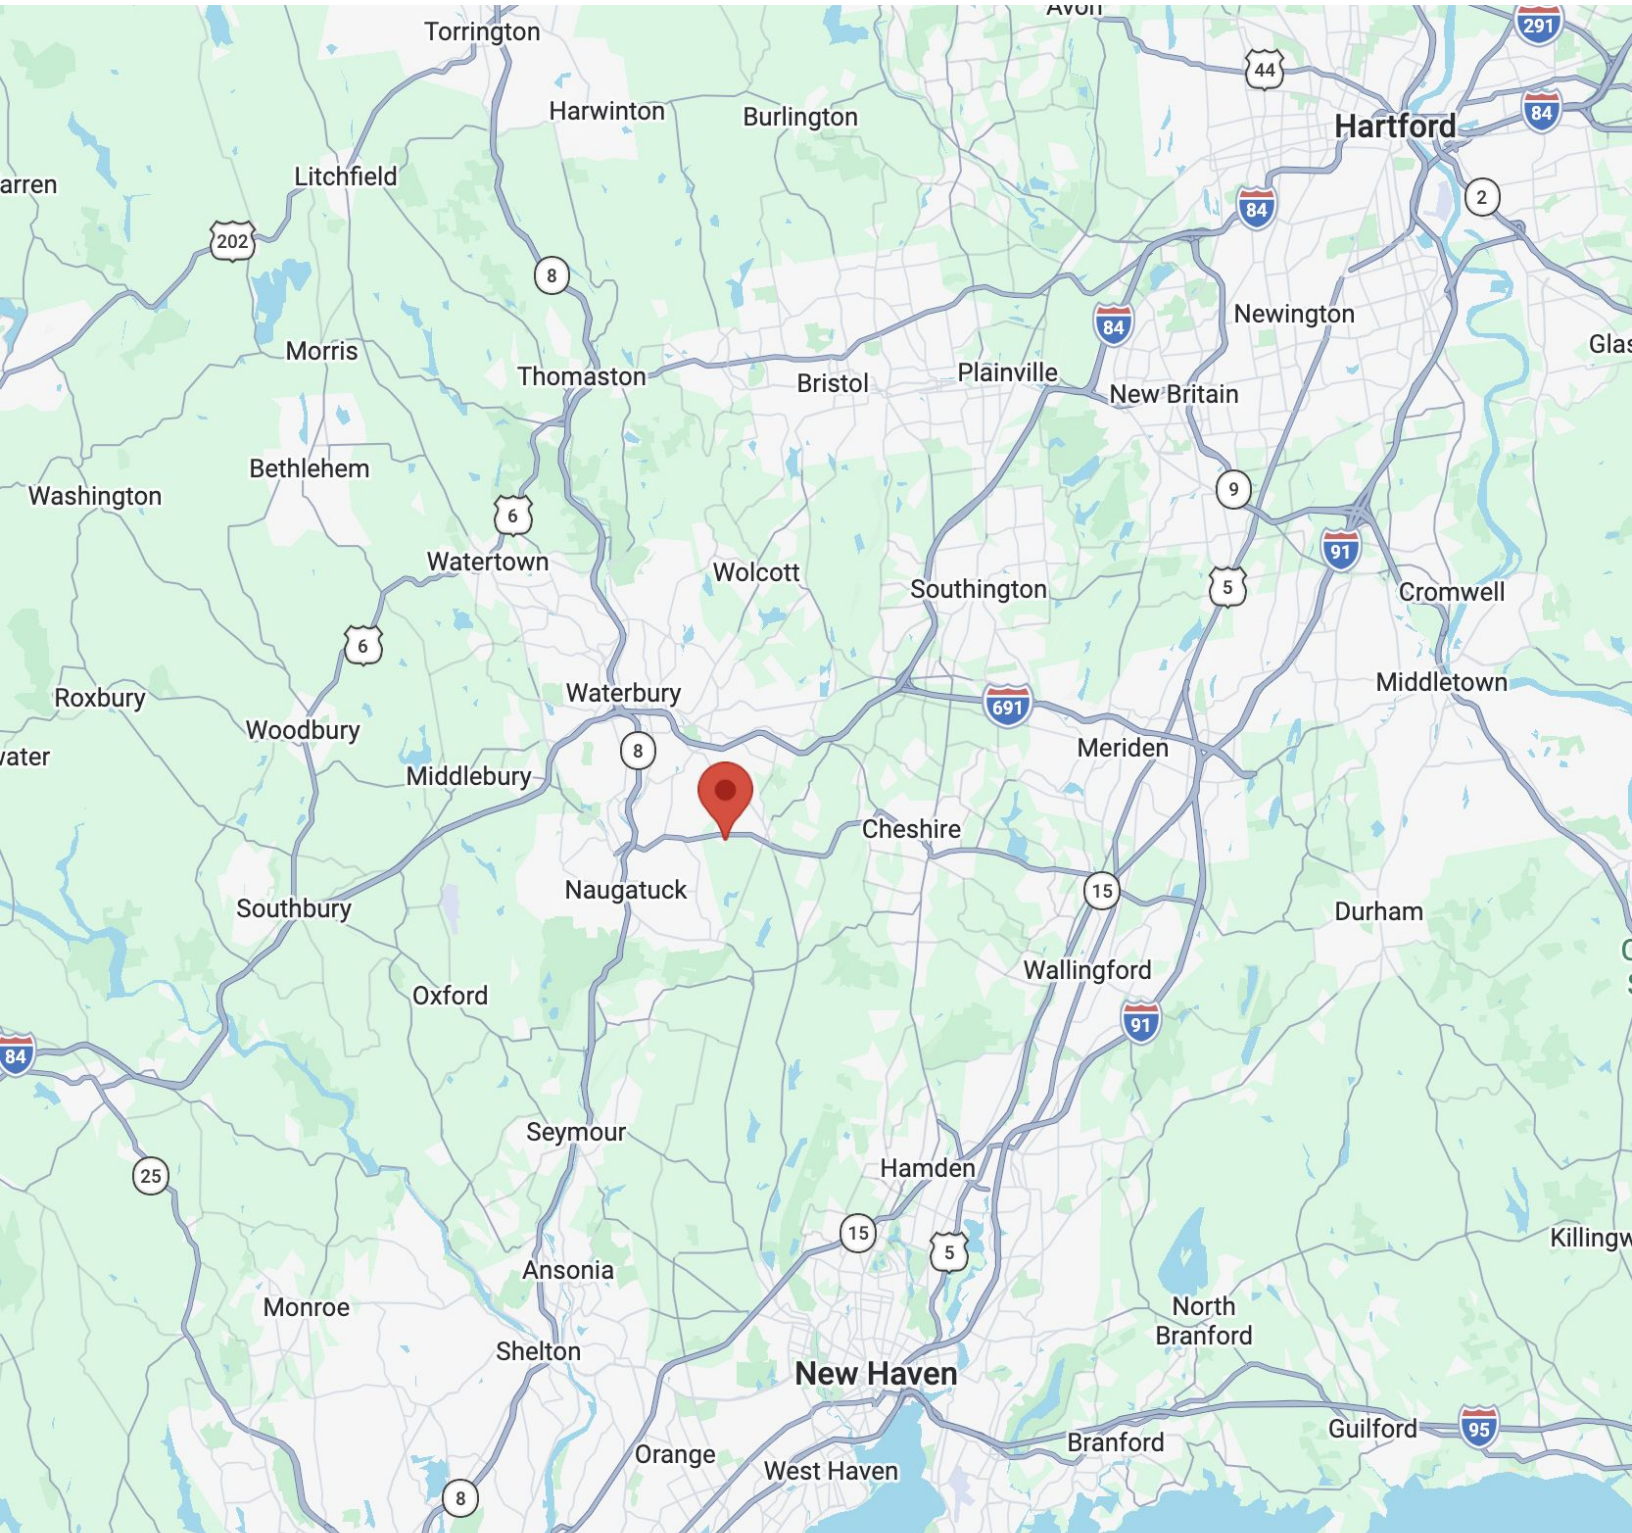 Avon
291
Torrington
44
Harwinton
Burlington
84
Hartford
Litchfield
arren
84
2
202
8
Newington
84
Glas
Morris
Thomaston
Bristol
Plainville
New Britain
Bethlehem
Washington
9
6
91
Watertown
Wolcott
Southington
5
Cromwell
6
Waterbury
Roxbury
691
Middletown
Woodbury
8
Meriden
vater
Middlebury
Cheshire
Naugatuck
15
Southbury
Durham
Wallingford
Oxford
91
84
Seymour
Hamden
25
15
5
Killingw
Ansonia
Monroe
North
Branford
Shelton
New Haven
Guilford
95
Orange
Branford
West Haven
8